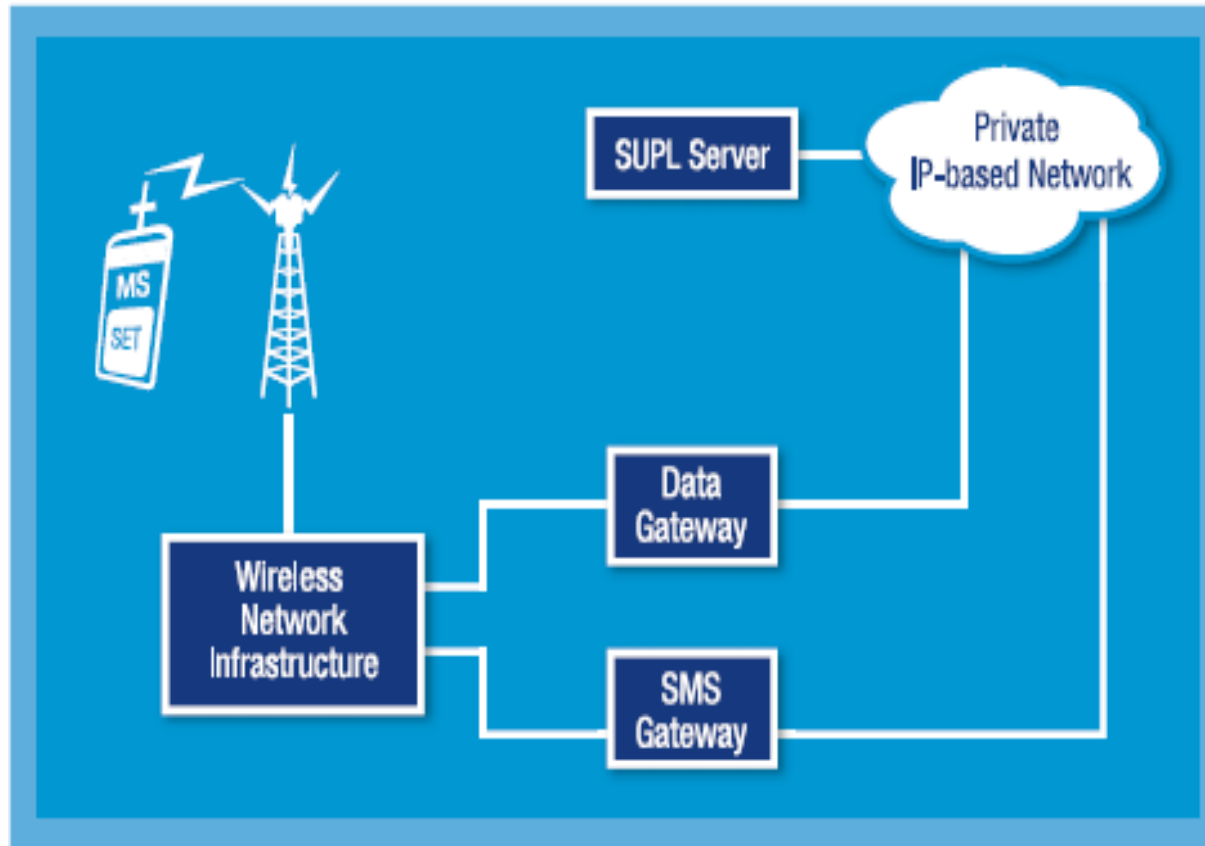 SUPL Server
Private
IP-based Network
MS
SET
Data
Gateway
Wireless
Network
Infrastructure
SMS
Gateway